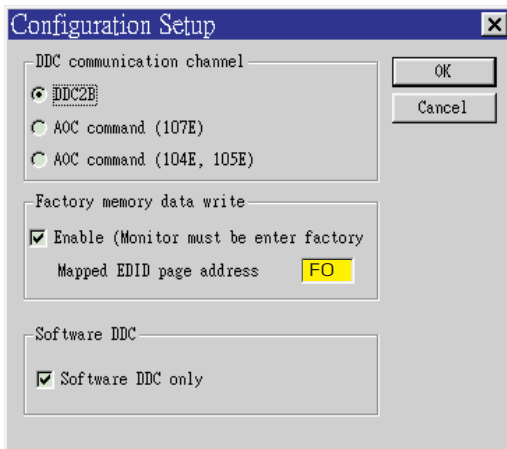 Configuration Setup
DDC communication channel
DDC2B
AOC command (107E)
AOC command (104E, 105E)
OK
Cancel
Factory memory data write
Enable (Monitor must be enter factory
Mapped EDID page address FO
Software DDC
Software DDC only